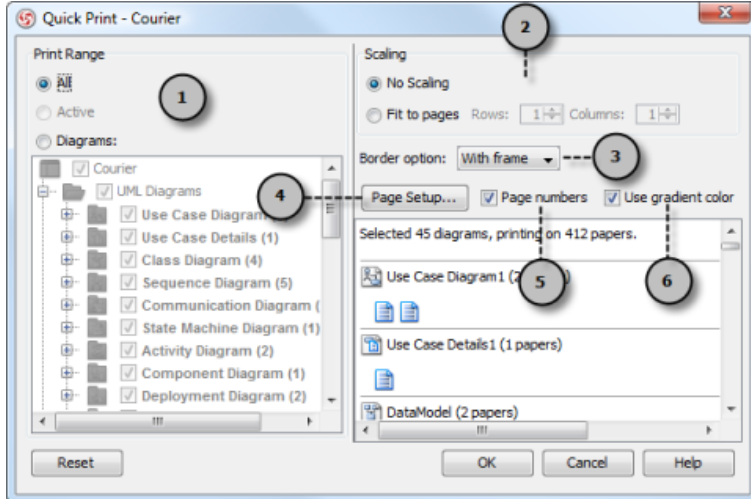 Quick Print - Courier
Print Range
All
Active
Diagrams:
Courier
UML Diagrams
Use Case Diagram
Use Case Details (1)
Class Diagram (4)
Sequence Diagram (5)
Communication Diagram (
State Machine Diagram (1)
Activity Diagram (2)
Component Diagram (1)
Deployment Diagram (2)
1
2
Scaling
No Scaling
Fit to pages Rows: 1 Columns: 1
Border option: With frame
3
4
Page Setup... Page numbers Use gradient color
Selected 45 diagrams, printing on 412 papers.
5
6
Use Case Diagram1 (2
Use Case Details1 (1 papers)
DataModel (2 papers)
Reset OK Cancel Help